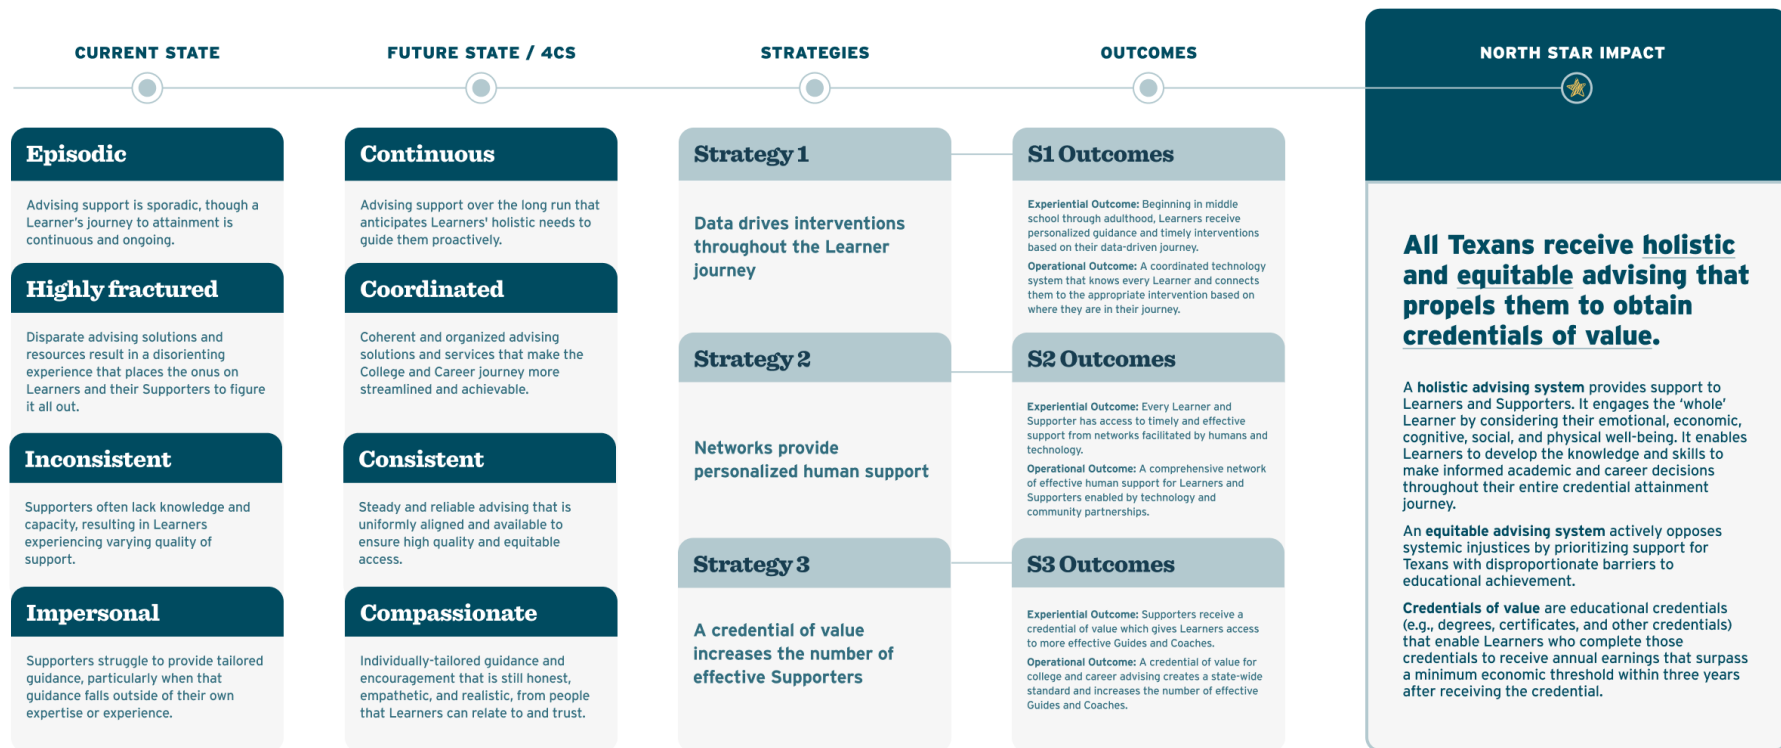 CURRENT STATE
FUTURE STATE / 4CS
STRATEGIES
OUTCOMES
NORTH STAR IMPACT
Episodic
Advising support is sporadic, though a
Learner's journey to attainment is
continuous and ongoing.
Highly fractured
Disparate advising solutions and
resources result in a disorienting
experience that places the onus on
Learners and their Supporters to figure
it all out.
Inconsistent
Supporters often lack knowledge and
capacity, resulting in Learners
experiencing varying quality of
support.
Impersonal
Supporters struggle to provide tailored
guidance, particularly when that
guidance falls outside of their own
expertise or experience.
Continuous
Advising support over the long run that
anticipates Learners' holistic needs to
guide them proactively.
Coordinated
Coherent and organized advising
solutions and services that make the
College and Career journey more
streamlined and achievable.
Consistent
Steady and reliable advising that is
uniformly aligned and available to
ensure high quality and equitable
access.
Compassionate
Individually-tailored guidance and
encouragement that is still honest,
empathetic, and realistic, from people
that Learners can relate to and trust.
Strategy 1
Data drives interventions
throughout the Learner
journey
Strategy 2
Networks provide
personalized human support
Strategy 3
A credential of value
increases the number of
effective Supporters
S1 Outcomes
Experiential Outcome: Beginning in middle
school through adulthood, Learners receive
personalized guidance and timely interventions
based on their data-driven journey.
Operational Outcome: A coordinated technology
system that knows every Learner and connects
them to the appropriate intervention based on
where they are in their journey.
S2 Outcomes
Experiential Outcome: Every Learner and
Supporter has access to timely and effective
support from networks facilitated by humans and
technology.
Operational Outcome: A comprehensive network
of effective human support for Learners and
Supporters enabled by technology and
community partnerships.
S3 Outcomes
Experiential Outcome: Supporters receive a
credential of value which gives Learners access
to more effective Guides and Coaches.
Operational Outcome: A credential of value for
college and career advising creates a state-wide
standard and increases the number of effective
Guides and Coaches.
All Texans receive holistic
and equitable advising that
propels them to obtain
credentials of value.
A holistic advising system provides support to
Learners and Supporters. It engages the ‘whole’
Learner by considering their emotional, economic,
cognitive, social, and physical well-being. It enables
Learners to develop the knowledge and skills to
make informed academic and career decisions
throughout their entire credential attainment
journey.
An equitable advising system actively opposes
systemic injustices by prioritizing support for
Texans with disproportionate barriers to
educational achievement.
Credentials of value are educational credentials
(e.g., degrees, certificates, and other credentials)
that enable Learners who complete those
credentials to receive annual earnings that surpass
a minimum economic threshold within three years
after receiving the credential.